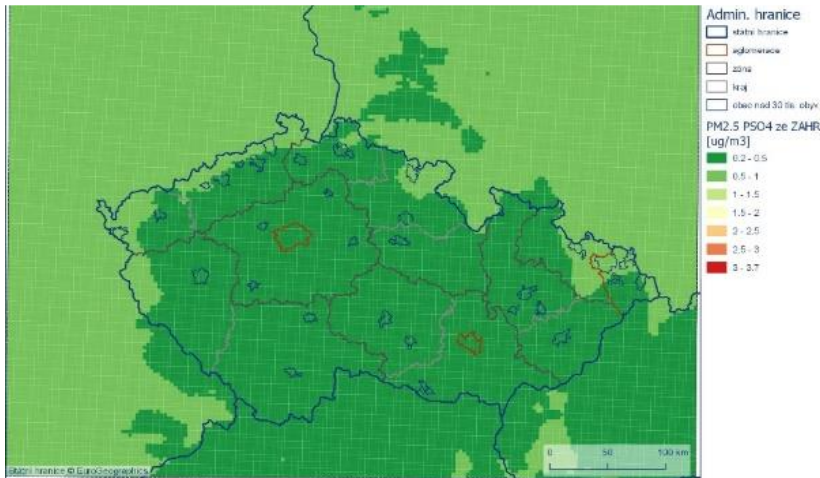 Admin. hranice
státní hranice
aglomerace
zóna
kraj
obec nad 30 tis. obyv.
PM2.5 PSO4 ze ZAHR
[ug/m3]
0.2 - 0.5
0.5 - 1
1 - 1.5
1.5 - 2
2 - 2.5
2.5 - 3
3 - 3.7
0 50 100 km
Státní hranice © EuroGeographics